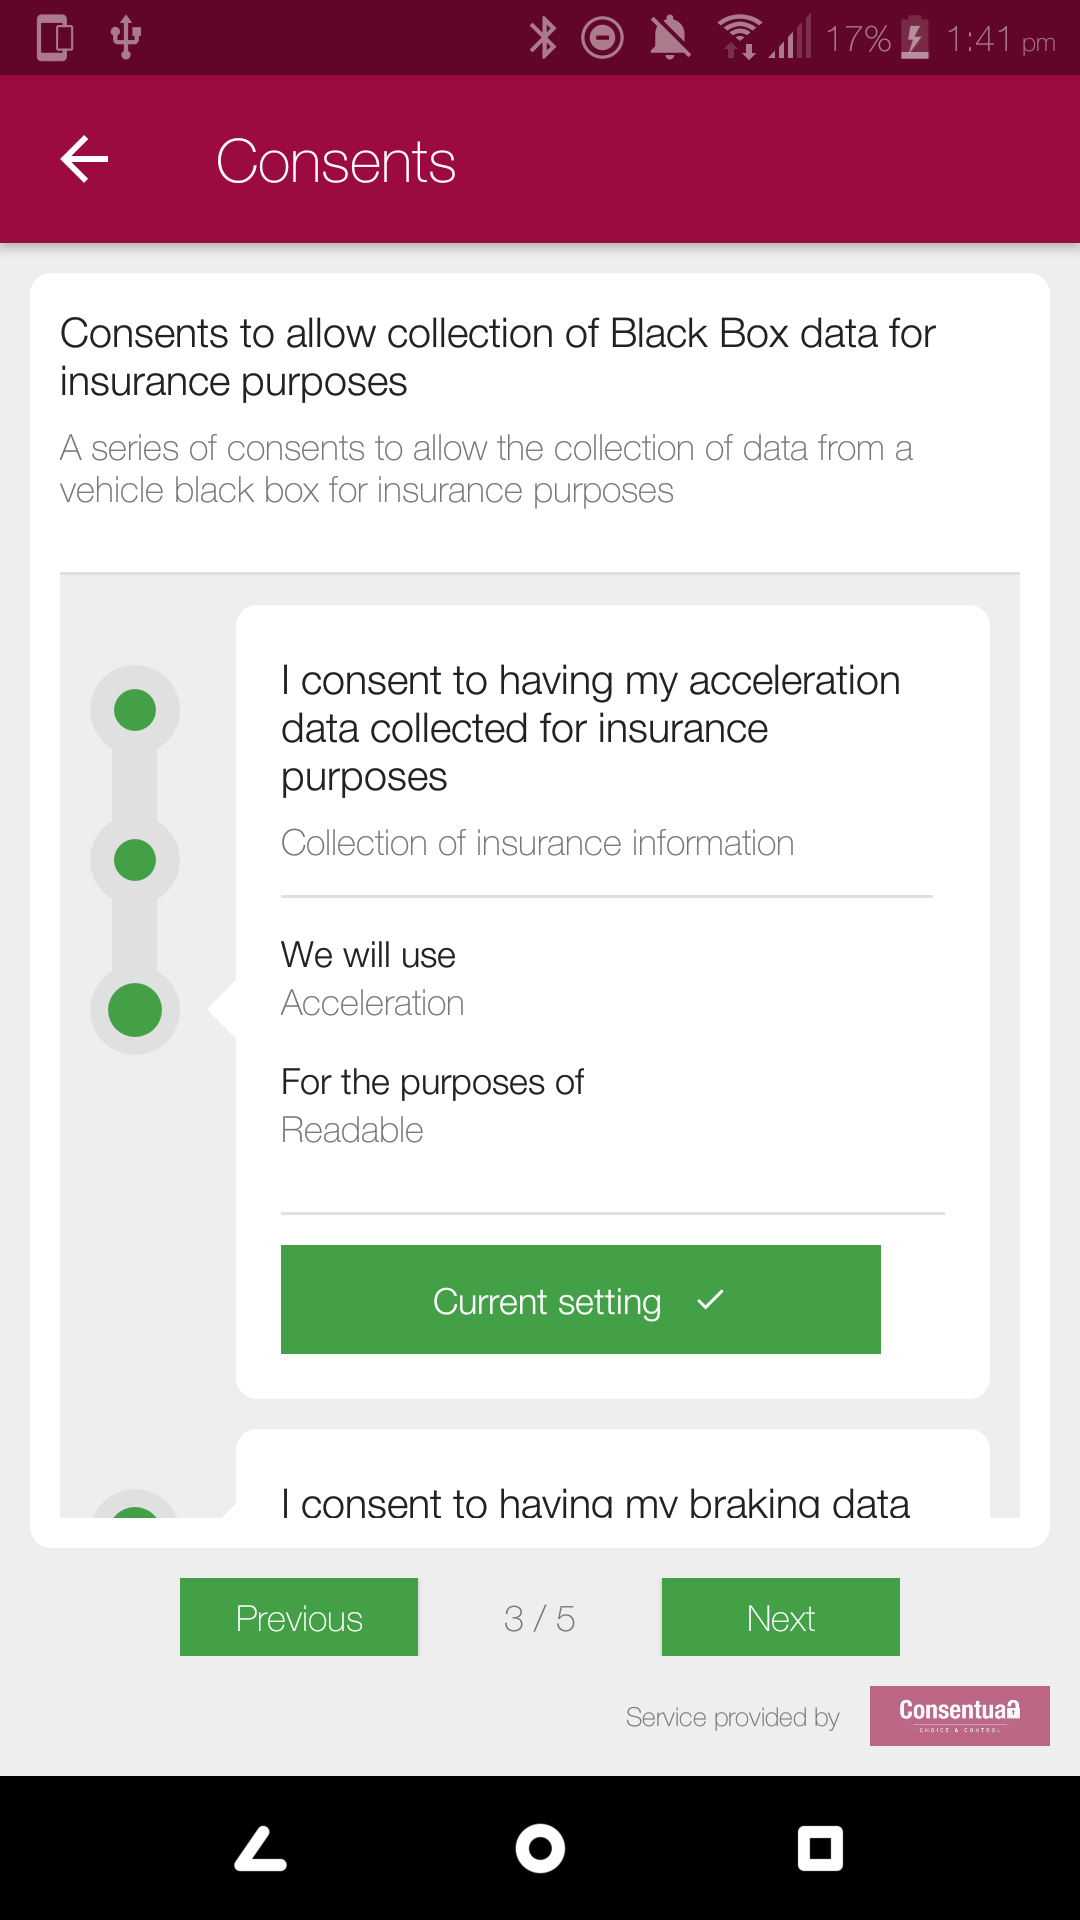 17% 1:41 pm
Consents
Consents to allow collection of Black Box data for
insurance purposes
A series of consents to allow the collection of data from a
vehicle black box for insurance purposes
I consent to having my acceleration
data collected for insurance
purposes
Collection of insurance information
We will use
Acceleration
For the purposes of
Readable
Current setting
I consent to having my braking data
Previous 3 / 5 Next
Service provided by Consentua
CHOICE & CONTROL